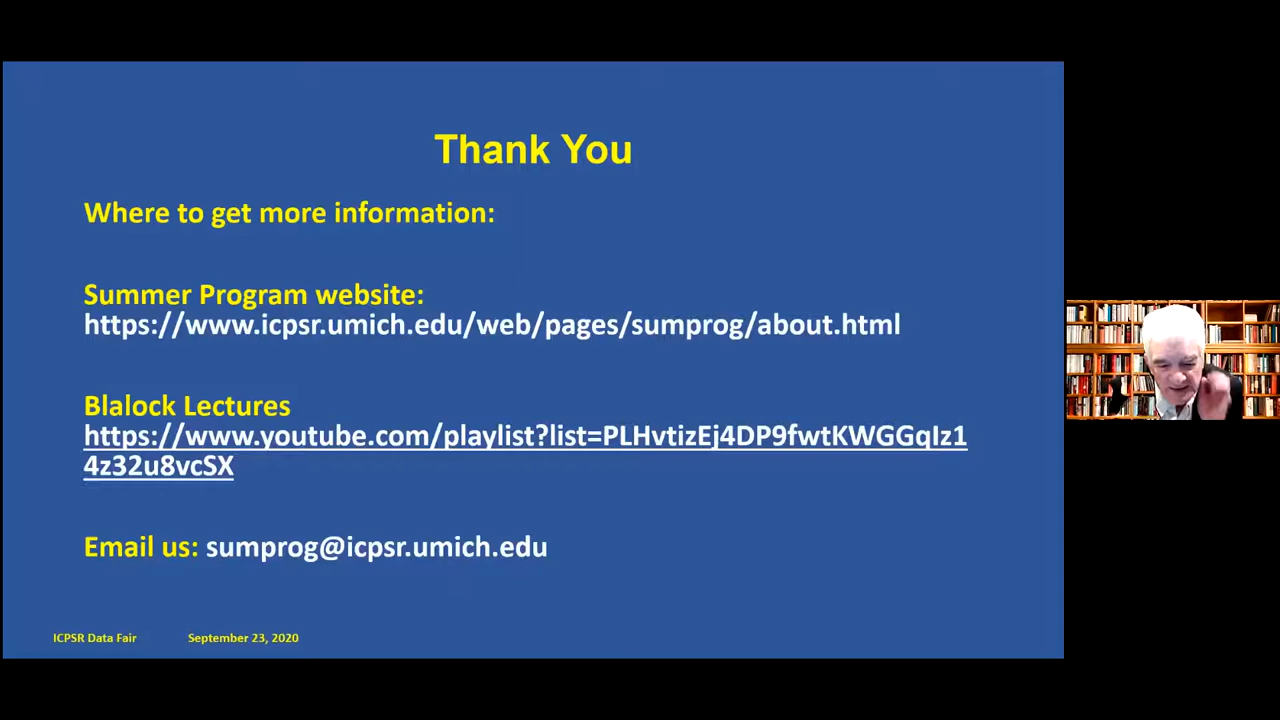 Thank You
Where to get more information:
Summer Program website:
https://www.icpsr.umich.edu/web/pages/sumprog/about.html
Blalock Lectures
https://www.youtube.com/playlist?list=PLHvtizEj4DP9fwtKWGGqIz1
4z32u8vcSX
Email us: sumprog@icpsr.umich.edu
ICPSR Data Fair September 23, 2020